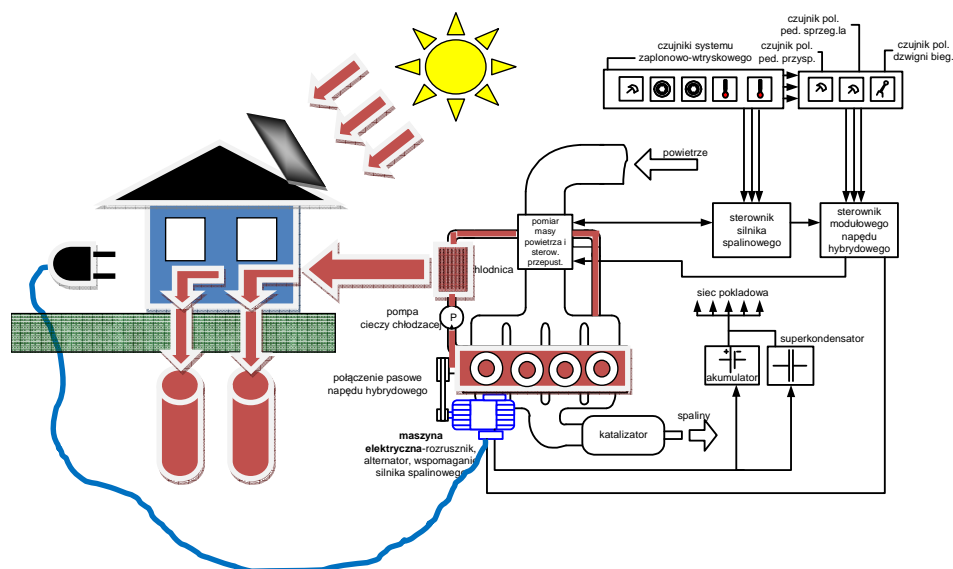 czujnik pol.
ped. sprzeg.la
czujniki systemu
zaplonowo-wtryskowego
czujnik pol.
ped. przysp.
czujnik pol.
dzwigni bieg.
powietrze
pomiar
masy
powietrza i
sterow.
przepust.
sterownik
silnika
spalinowego
sterownik
modułowego
napędu
hybrydowego
hlodnica
pompa
cieczy chłodzacej
P
siec pokladowa
superkondensator
akumulator
połączenie pasowe
napędu hybrydowego
maszyna
elektryczna-rozrusznik,
alternator, wspomaganie
silnika spalinowego
katalizator
spaliny